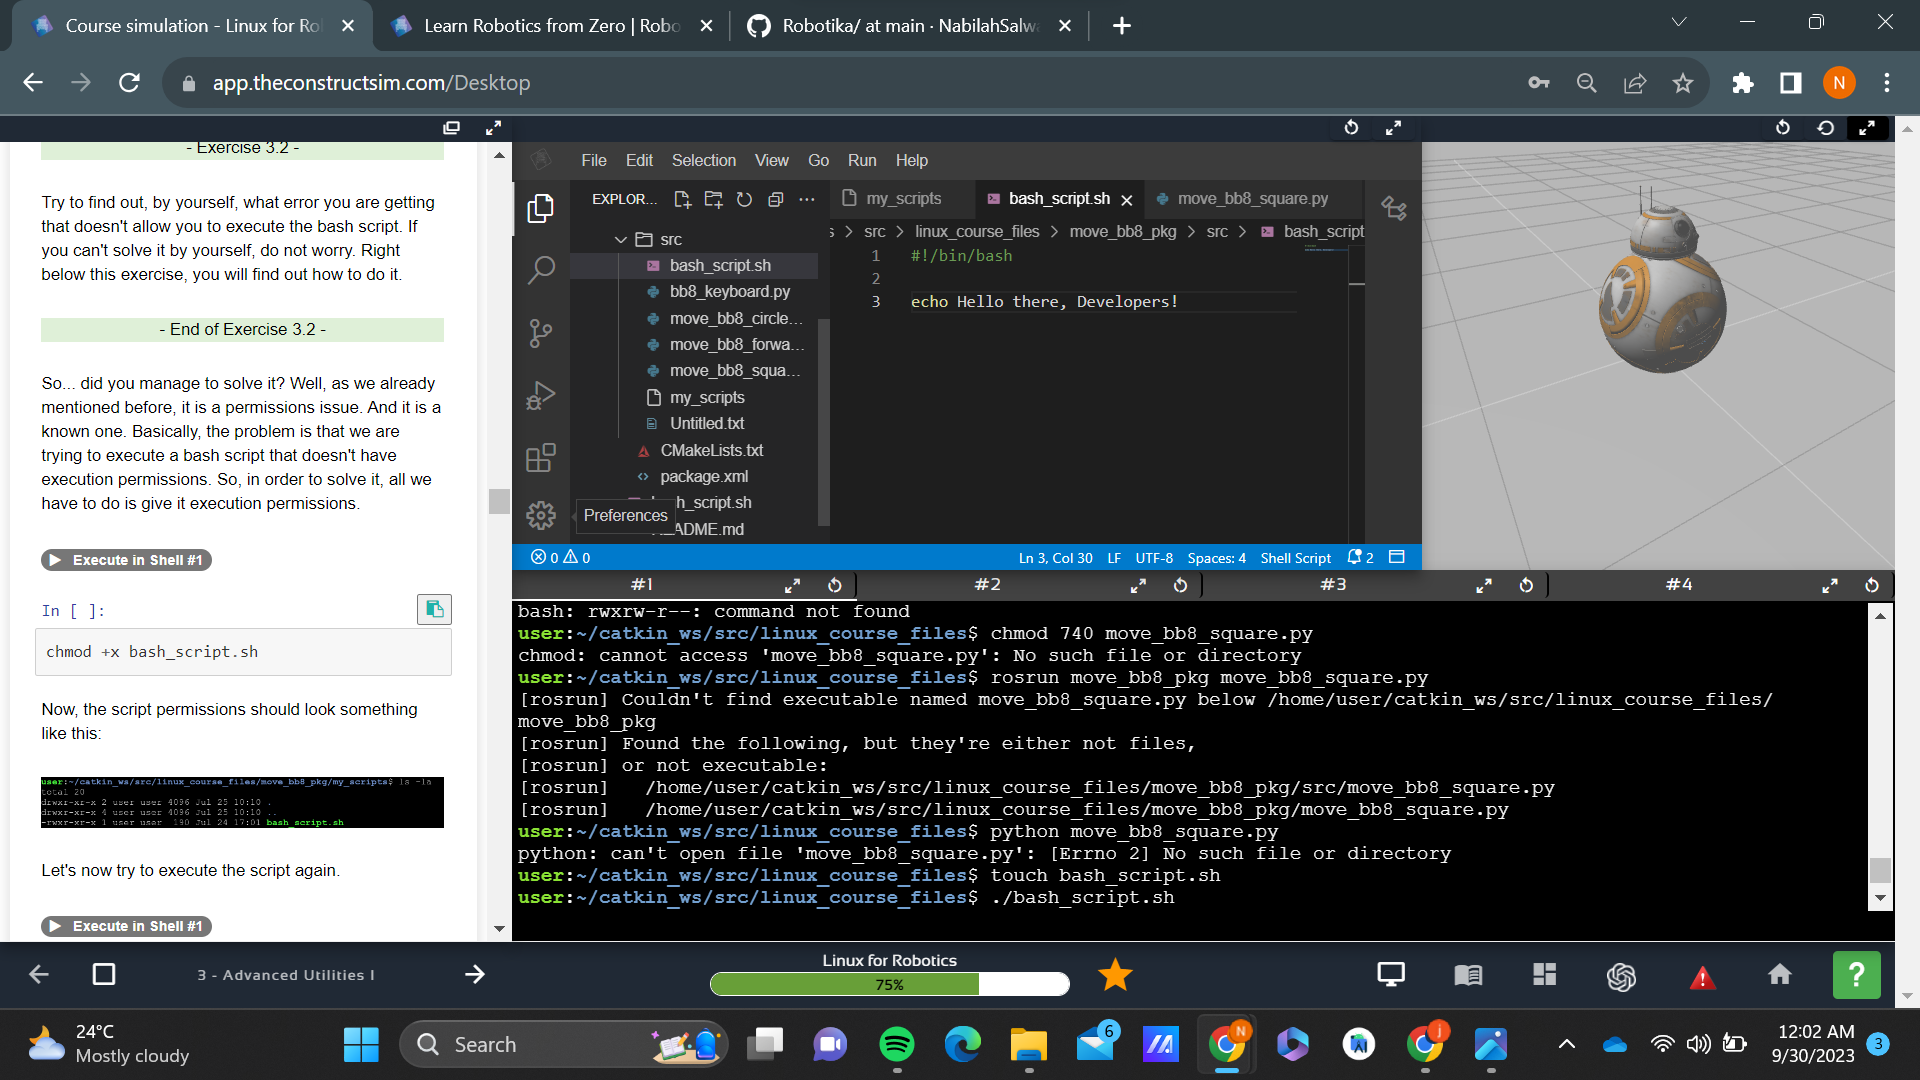 Course simulation - Linux for Ro
Learn Robotics from Zero | Robo
Robotika/ at main · NabilahSalwa
app.theconstructsim.com/Desktop
N
- Exercise 3.2 -
Try to find out, by yourself, what error you are getting
that doesn't allow you to execute the bash script. If
you can't solve it by yourself, do not worry. Right
below this exercise, you will find out how to do it.
- End of Exercise 3.2 -
So... did you manage to solve it? Well, as we already
mentioned before, it is a permissions issue. And it is a
known one. Basically, the problem is that we are
trying to execute a bash script that doesn't have
execution permissions. So, in order to solve it, all we
have to do is give it execution permissions.
Execute in Shell #1
In [ ]:
chmod +x bash_script.sh
Now, the script permissions should look something
like this:
user:~/catkin_ws/src/linux_course_files/move_bb8_pkg/my_scripts$ ls -la
total 20
drwxr-xr-x 2 user user 4096 Jul 25 10:10 .
drwxr-xr-x 4 user user 4096 Jul 25 10:10 ..
-rwxr-xr-x 1 user user 190 Jul 24 17:01 bash_script.sh
Let's now try to execute the script again.
Execute in Shell #1
File Edit Selection View Go Run Help
EXPLOR...
src
bash_script.sh
bb8_keyboard.py
move_bb8_circle...
move_bb8_forwa...
move_bb8_squa...
my_scripts
Untitled.txt
CMakeLists.txt
package.xml
h_script.sh
ADME.md
Preferences
my_scripts
bash_script.sh
move_bb8_square.py
s > src > linux_course_files > move_bb8_pkg > src > bash_script
1 #!/bin/bash
2
3 echo Hello there, Developers!
0 0
Ln 3, Col 30 LF UTF-8 Spaces: 4 Shell Script 2
#1 #2 #3 #4
bash: rwxrw-r--: command not found
user:~/catkin_ws/src/linux_course_files$ chmod 740 move_bb8_square.py
chmod: cannot access 'move_bb8_square.py': No such file or directory
user:~/catkin_ws/src/linux_course_files$ rosrun move_bb8_pkg move_bb8_square.py
[rosrun] Couldn't find executable named move_bb8_square.py below /home/user/catkin_ws/src/linux_course_files/
move_bb8_pkg
[rosrun] Found the following, but they're either not files,
[rosrun] or not executable:
[rosrun] /home/user/catkin_ws/src/linux_course_files/move_bb8_pkg/src/move_bb8_square.py
[rosrun] /home/user/catkin_ws/src/linux_course_files/move_bb8_pkg/move_bb8_square.py
user:~/catkin_ws/src/linux_course_files$ python move_bb8_square.py
python: can't open file 'move_bb8_square.py': [Errno 2] No such file or directory
user:~/catkin_ws/src/linux_course_files$ touch bash_script.sh
user:~/catkin_ws/src/linux_course_files$ ./bash_script.sh
3 - Advanced Utilities I
Linux for Robotics
75%
?
24°C
Mostly cloudy
Search
6
N
j
12:02 AM
9/30/2023
3